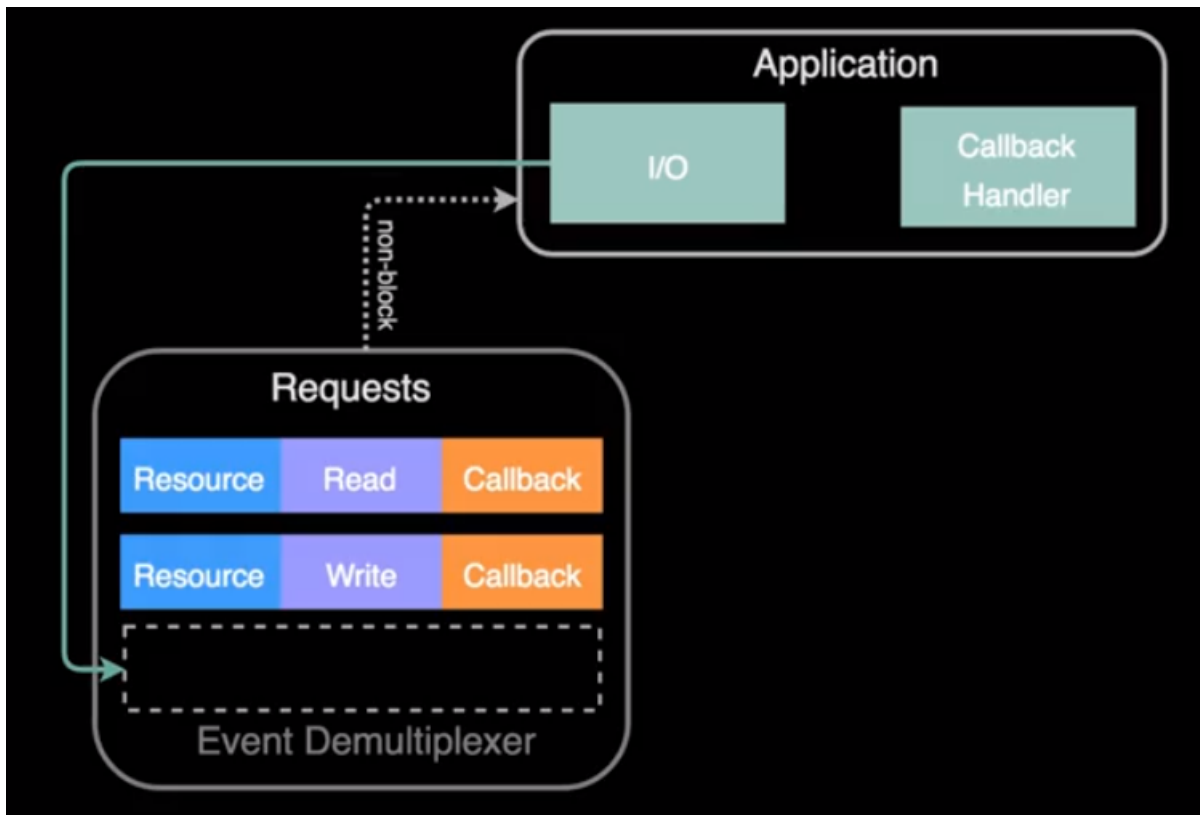 Application
I/O
Callback
Handler
non-block
Requests
Resource Read Callback
Resource Write Callback
Event Demultiplexer